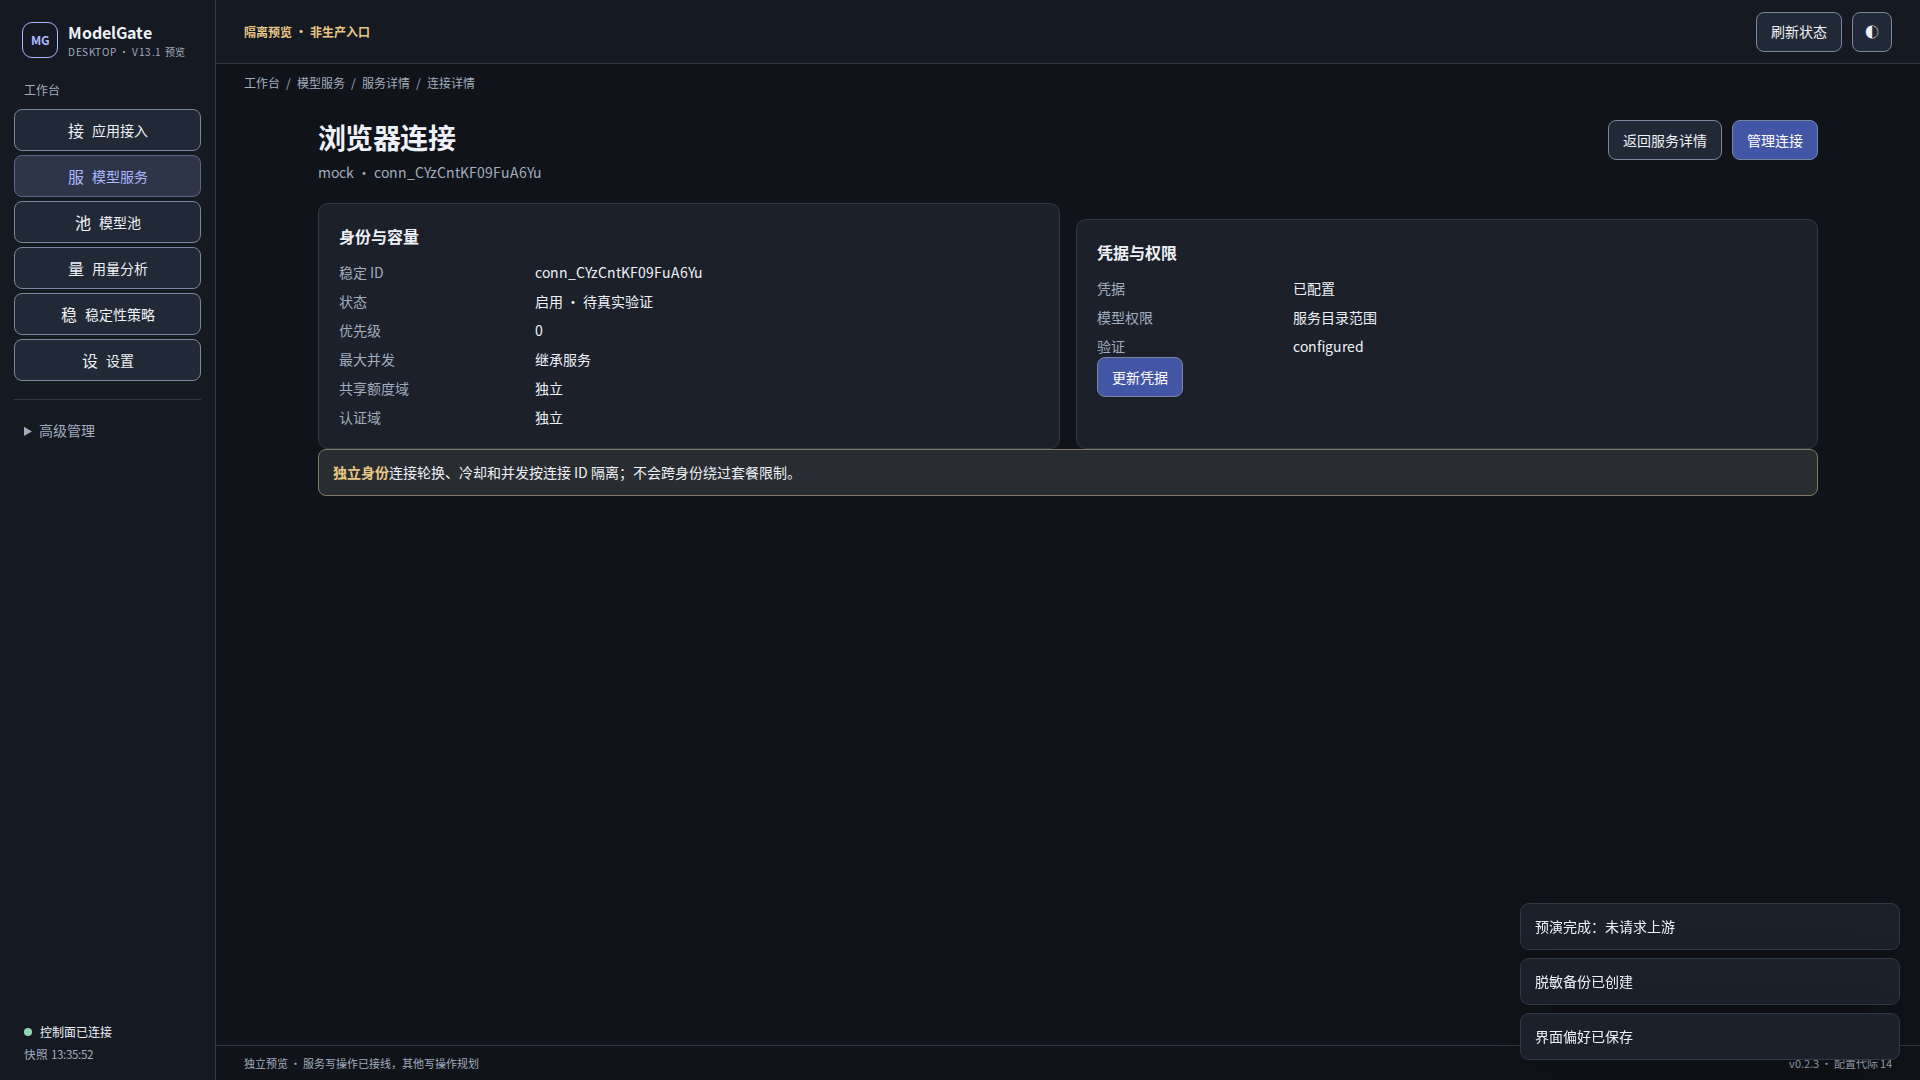 MG
ModelGate
DESKTOP · V13.1 预览
工作台
接 应用接入
服 模型服务
池 模型池
量 用量分析
稳 稳定性策略
设 设置
▶ 高级管理
控制面已连接
快照 13:35:52
隔离预览 · 非生产入口
刷新状态
工作台 / 模型服务 / 服务详情 / 连接详情
浏览器连接
mock · conn_CYzCntKF09FuA6Yu
返回服务详情
管理连接
身份与容量
稳定 ID conn_CYzCntKF09FuA6Yu
状态 启用 · 待真实验证
优先级 0
最大并发 继承服务
共享额度域 独立
认证域 独立
凭据与权限
凭据 已配置
模型权限 服务目录范围
验证 configured
更新凭据
独立身份连接轮换、冷却和并发按连接 ID 隔离；不会跨身份绕过套餐限制。
预演完成：未请求上游
脱敏备份已创建
界面偏好已保存
独立预览 · 服务写操作已接线，其他写操作规划
v0.2.3 · 配置代际 14